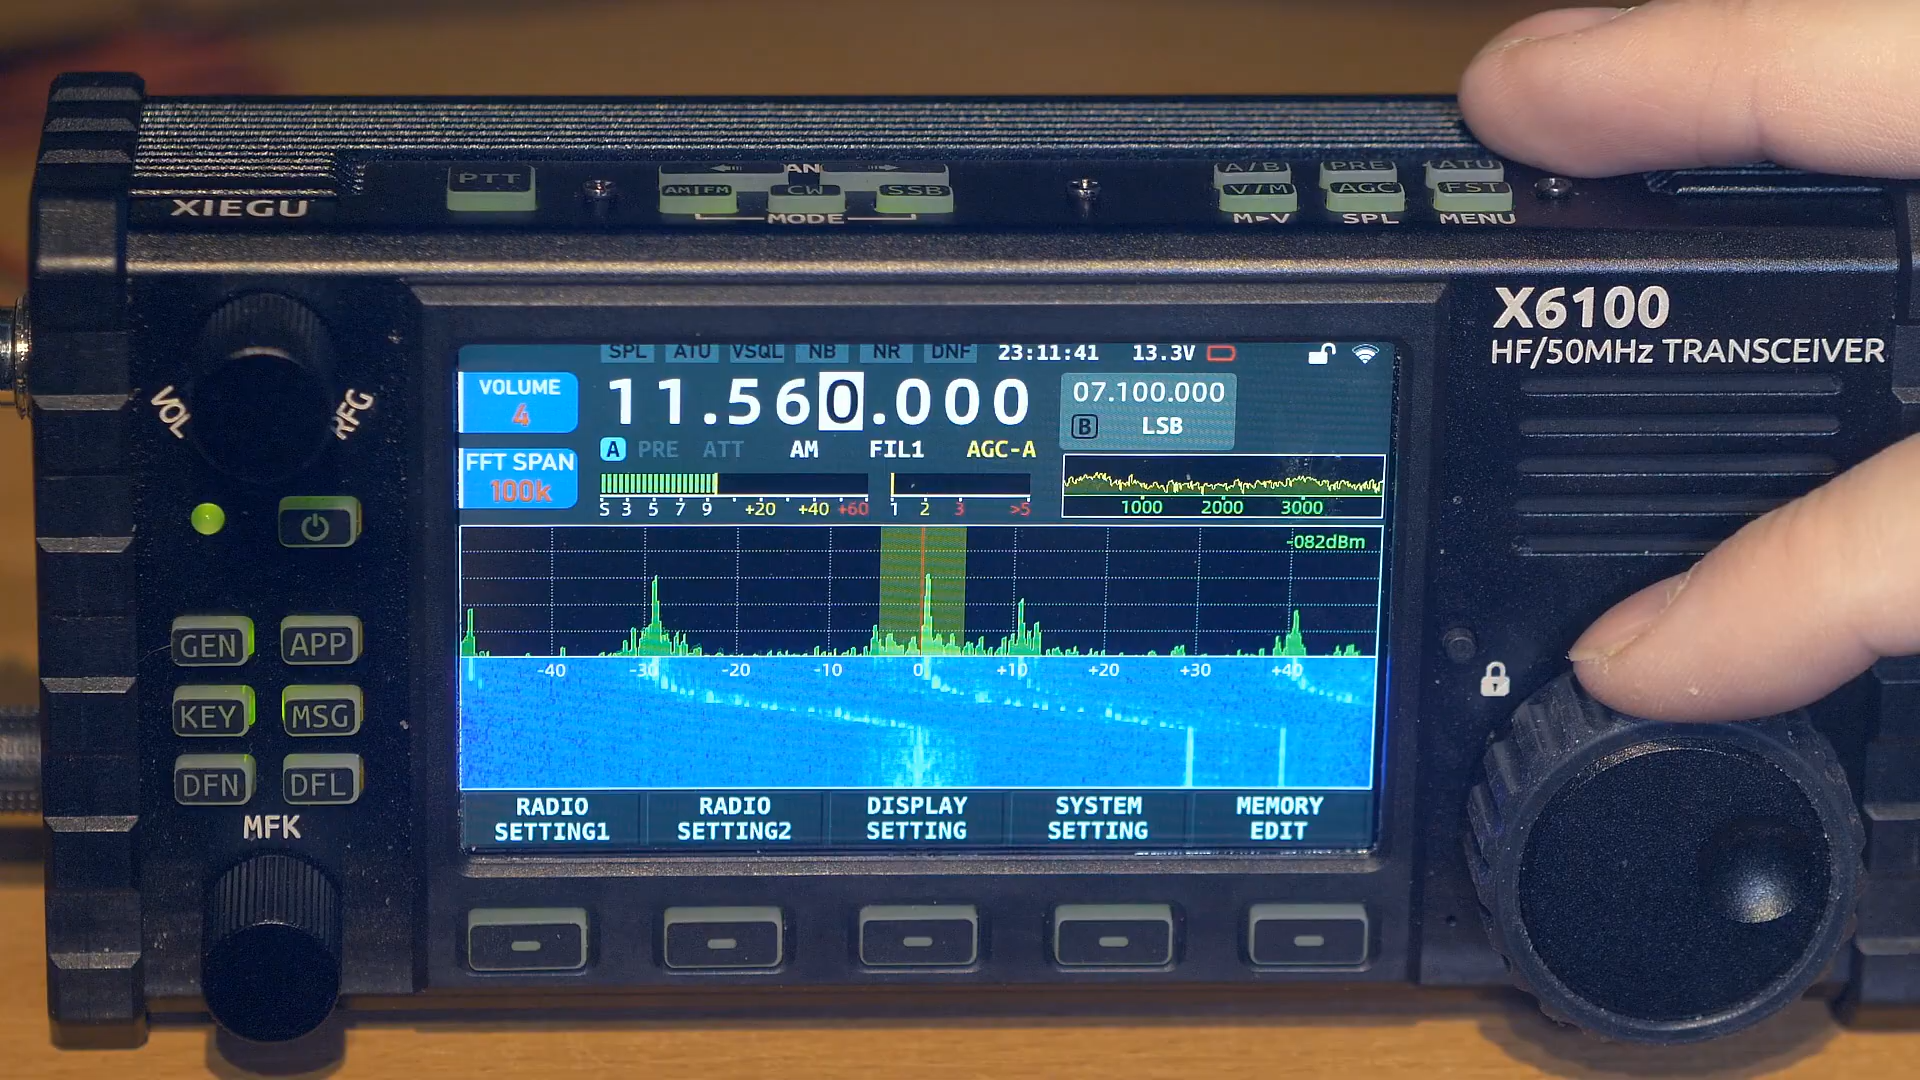 PTT
AM|FM
AN
CW
SSB
MODE
A/B
PRE
ATU
V/M
AGC
FST
M▸V
SPL
MENU
XIEGU
X6100
HF/50MHz TRANSCEIVER
VOL
RFG
SPL ATU VSQL NB NR DNF 23:11:41 13.3V
VOLUME
4
11.560.000
07.100.000
B LSB
A PRE ATT AM FIL1 AGC-A
FFT SPAN
100k
S 3 5 7 9 +20 +40 +60
1 2 3 >5
1000 2000 3000
-082dBm
-40 -30 -20 -10 0 +10 +20 +30 +40
GEN
APP
KEY
MSG
DFN
DFL
MFK
RADIO
SETTING1
RADIO
SETTING2
DISPLAY
SETTING
SYSTEM
SETTING
MEMORY
EDIT